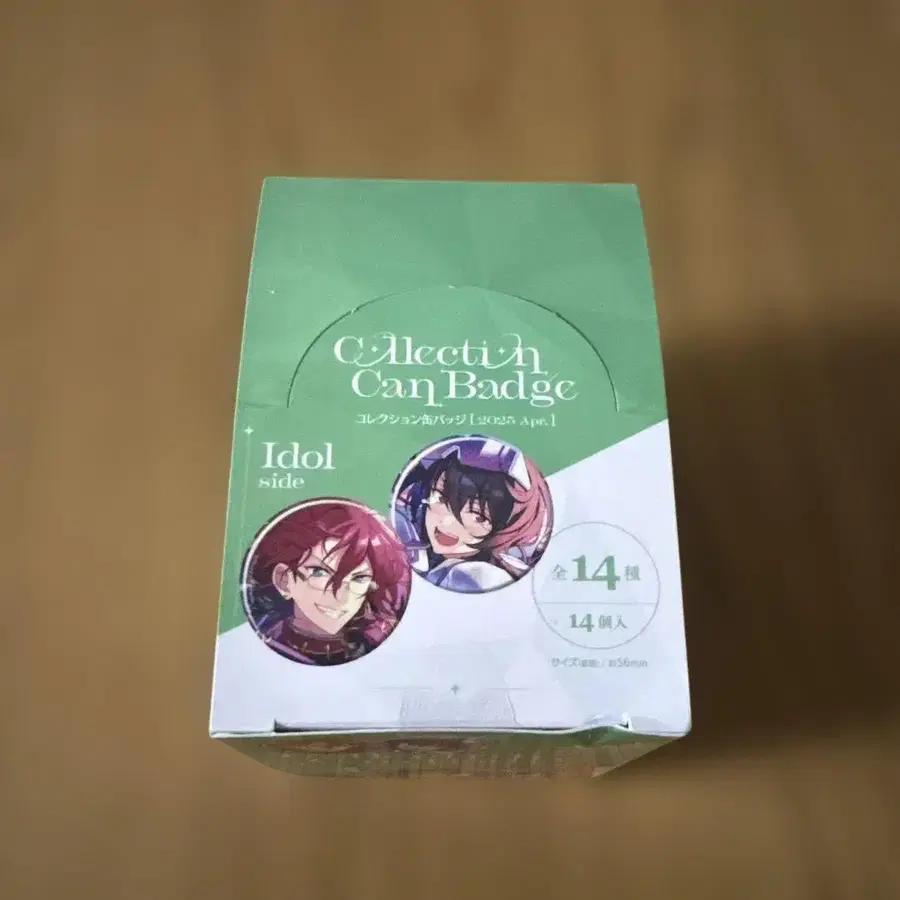 Collection
Can Badge
コレクション缶バッジ [2025 Apr.]
Idol
side
全14種
14個入
サイズ(直径):約56mm